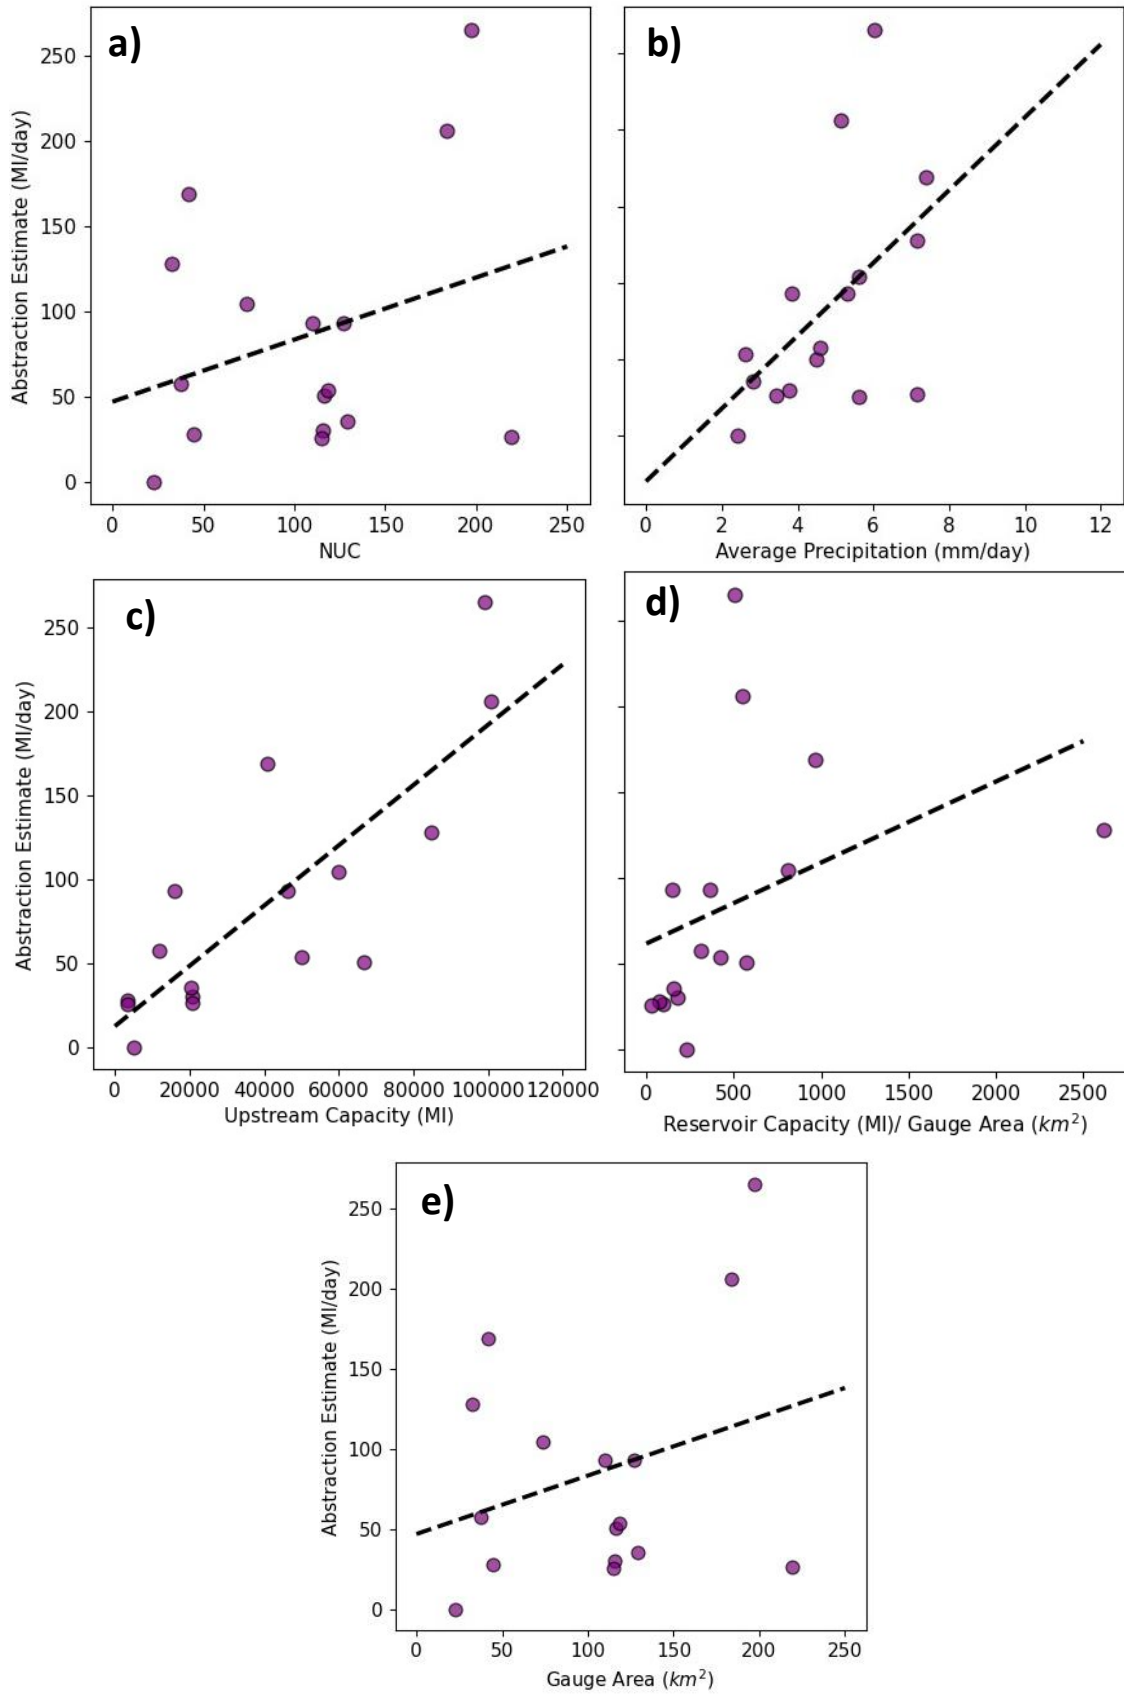 a)
250
200
150
100
50
0
Abstraction Estimate (Ml/day)
0 50 100 150 200 250
NUC
b)
0 2 4 6 8 10 12
Average Precipitation (mm/day)
c)
250
200
150
100
50
0
Abstraction Estimate (Ml/day)
0 20000 40000 60000 80000 100000 120000
Upstream Capacity (Ml)
d)
0 500 1000 1500 2000 2500
Reservoir Capacity (Ml)/ Gauge Area (km²)
e)
250
200
150
100
50
0
Abstraction Estimate (Ml/day)
0 50 100 150 200 250
Gauge Area (km²)